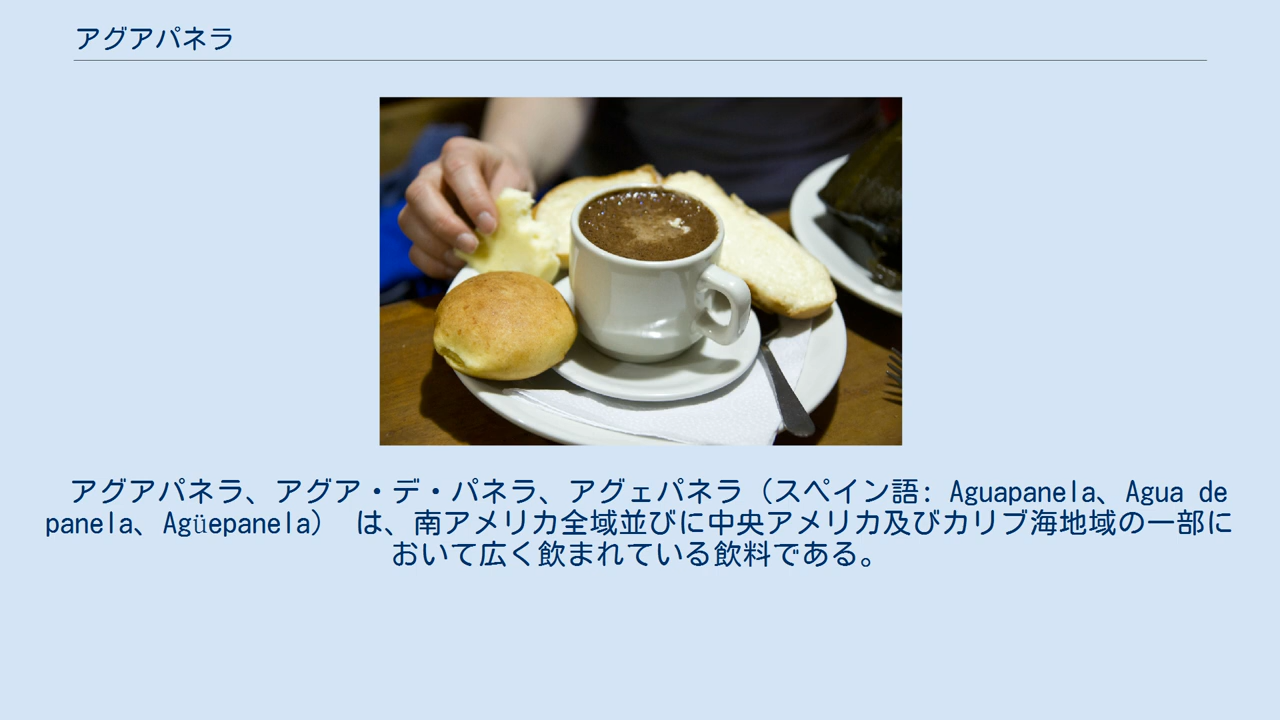 アグアパネラ
アグアパネラ、アグア・デ・パネラ、アグェパネラ（スペイン語: Aguapanela、Agua de
panela、Agüepanela） は、南アメリカ全域並びに中央アメリカ及びカリブ海地域の一部に
おいて広く飲まれている飲料である。